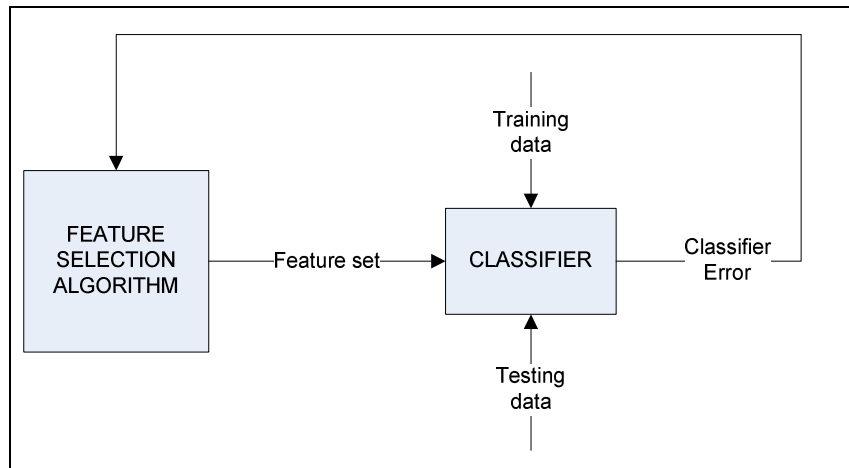 Training
data
FEATURE
SELECTION
ALGORITHM
Feature set
CLASSIFIER
Classifier
Error
Testing
data